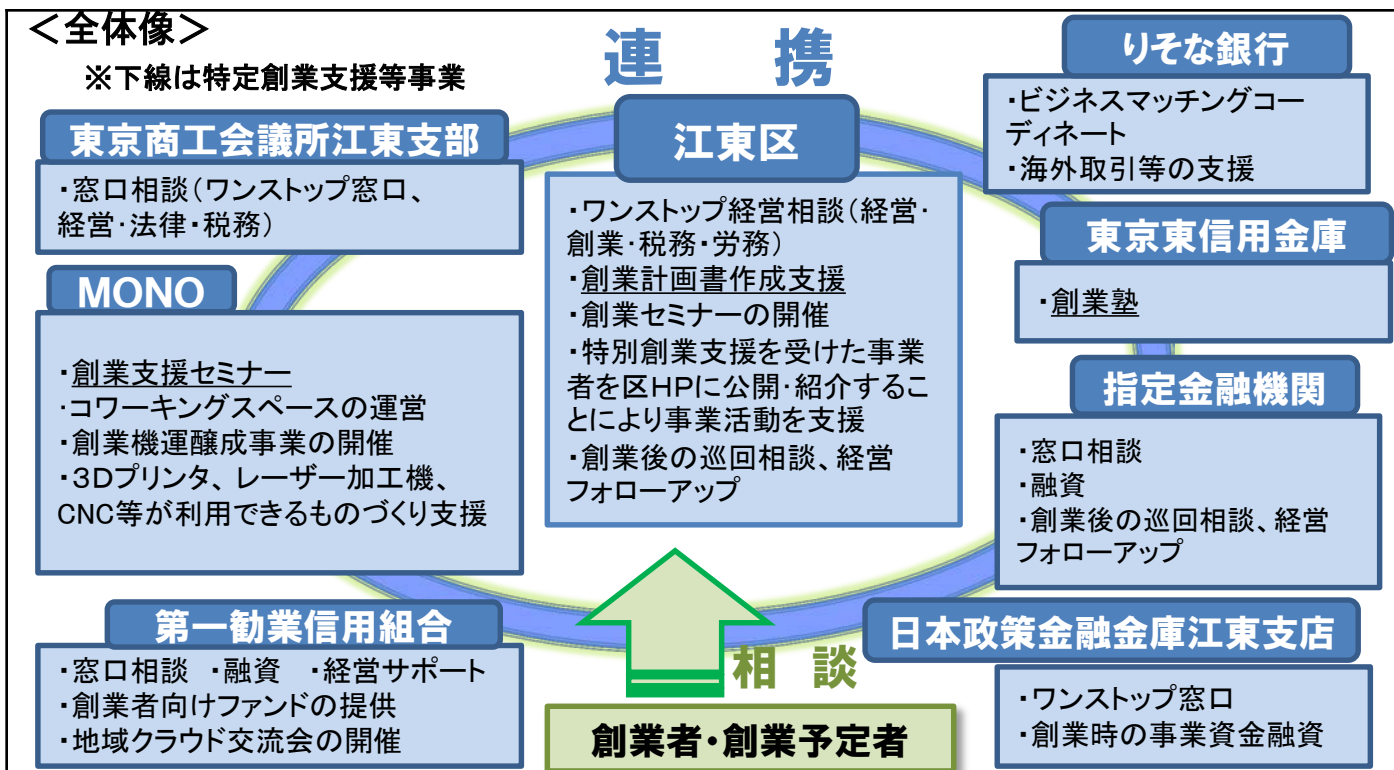 ＜全体像＞
※下線は特定創業支援等事業
連　携
東京商工会議所江東支部
・窓口相談（ワンストップ窓口、
経営・法律・税務）
MONO
・創業支援セミナー
・コワーキングスペースの運営
・創業機運醸成事業の開催
・３Dプリンタ、レーザー加工機、
CNC等が利用できるものづくり支援
第一勧業信用組合
・窓口相談　・融資　・経営サポート
・創業者向けファンドの提供
・地域クラウド交流会の開催
江東区
・ワンストップ経営相談（経営・
創業・税務・労務）
・創業計画書作成支援
・創業セミナーの開催
・特別創業支援を受けた事業
者を区HPに公開・紹介するこ
とにより事業活動を支援
・創業後の巡回相談、経営
フォローアップ
相　談
創業者・創業予定者
りそな銀行
・ビジネスマッチングコー
ディネート
・海外取引等の支援
東京東信用金庫
・創業塾
指定金融機関
・窓口相談
・融資
・創業後の巡回相談、経営
フォローアップ
日本政策金融金庫江東支店
・ワンストップ窓口
・創業時の事業資金融資